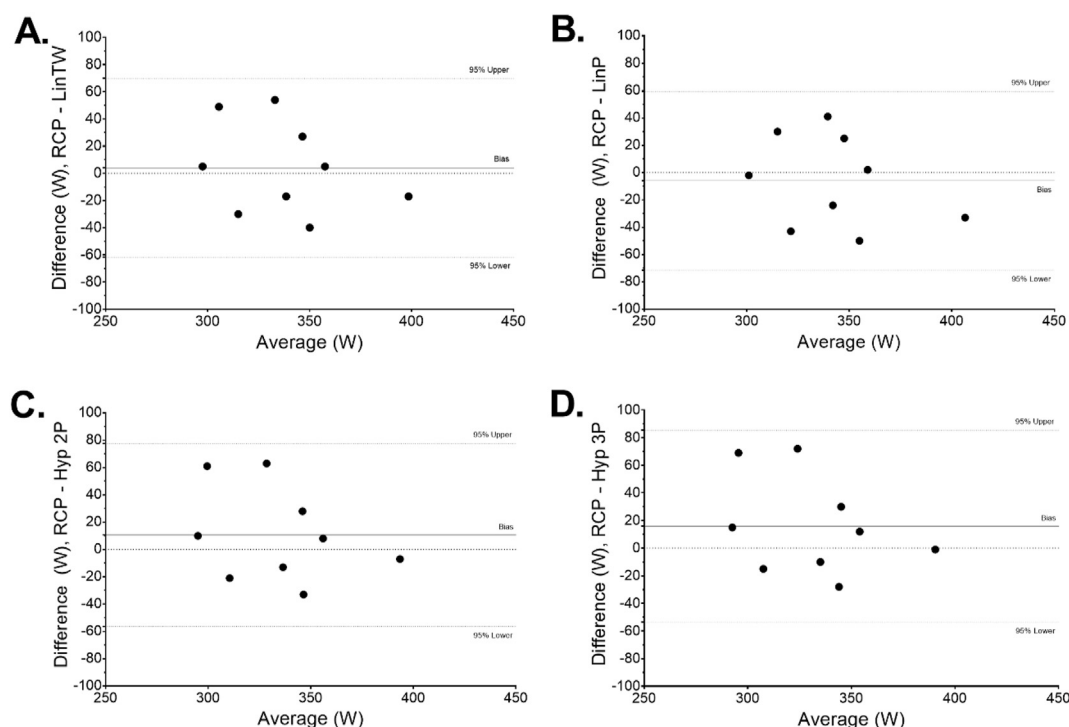 A.
Difference (W), RCP - LinTW
100
80
60
40
20
0
-20
-40
-60
-80
-100
95% Upper
Bias
95% Lower
250 300 350 400 450
Average (W)
B.
Difference (W), RCP - LinP
100
80
60
40
20
0
-20
-40
-60
-80
-100
95% Upper
Bias
95% Lower
250 300 350 400 450
Average (W)
C.
Difference (W), RCP - Hyp 2P
100
80
60
40
20
0
-20
-40
-60
-80
-100
95% Upper
Bias
95% Lower
250 300 350 400 450
Average (W)
D.
Difference (W), RCP - Hyp 3P
100
80
60
40
20
0
-20
-40
-60
-80
-100
95% Upper
Bias
95% Lower
250 300 350 400 450
Average (W)